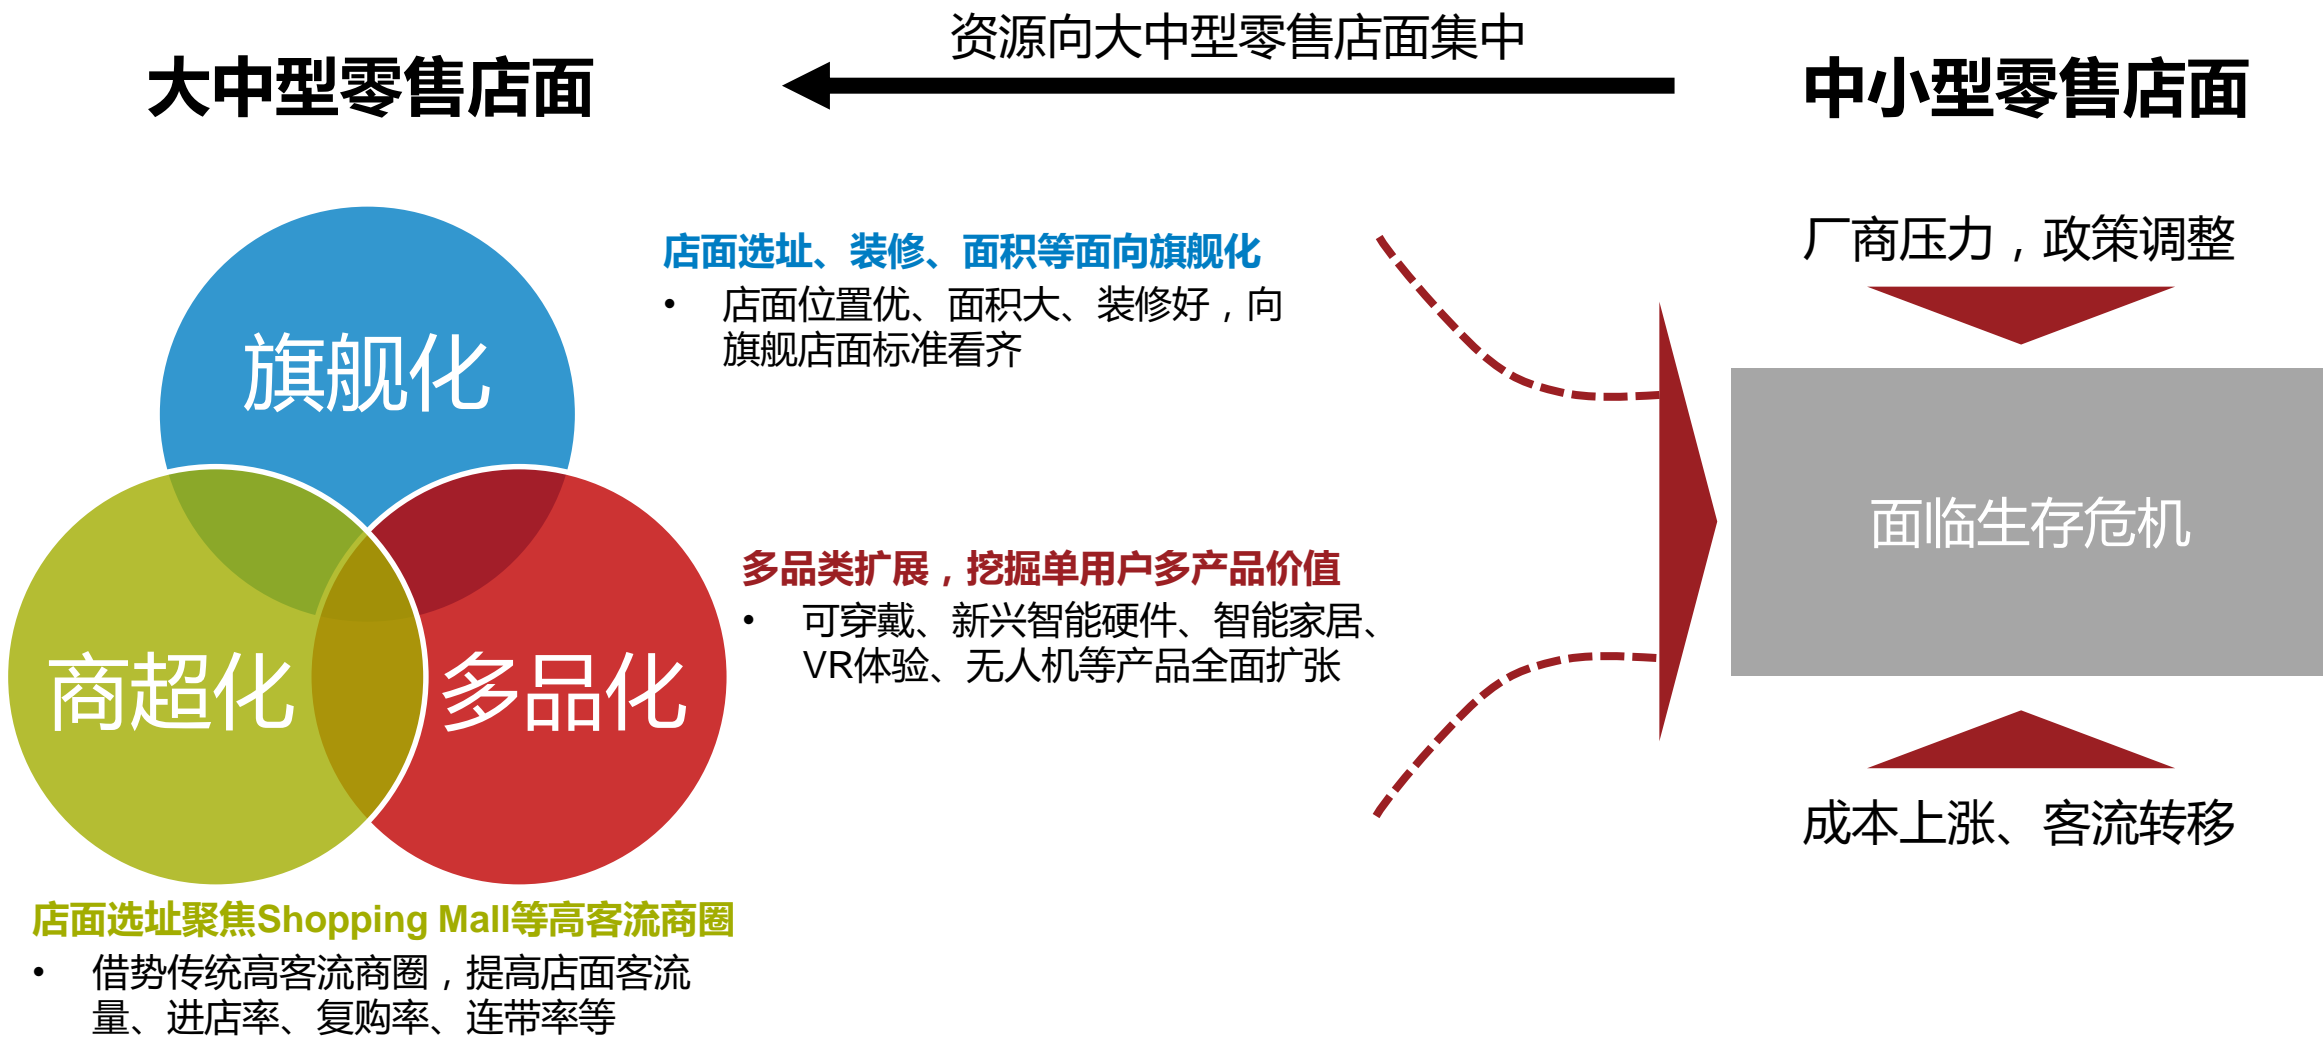 资源向大中型零售店面集中
大中型零售店面
中小型零售店面
旗舰化
商超化
多品化
店面选址、装修、面积等面向旗舰化
• 店面位置优、面积大、装修好，向
旗舰店面标准看齐
多品类扩展，挖掘单用户多产品价值
• 可穿戴、新兴智能硬件、智能家居、
VR体验、无人机等产品全面扩张
店面选址聚焦Shopping Mall等高客流商圈
• 借势传统高客流商圈，提高店面客流
量、进店率、复购率、连带率等
厂商压力，政策调整
面临生存危机
成本上涨、客流转移